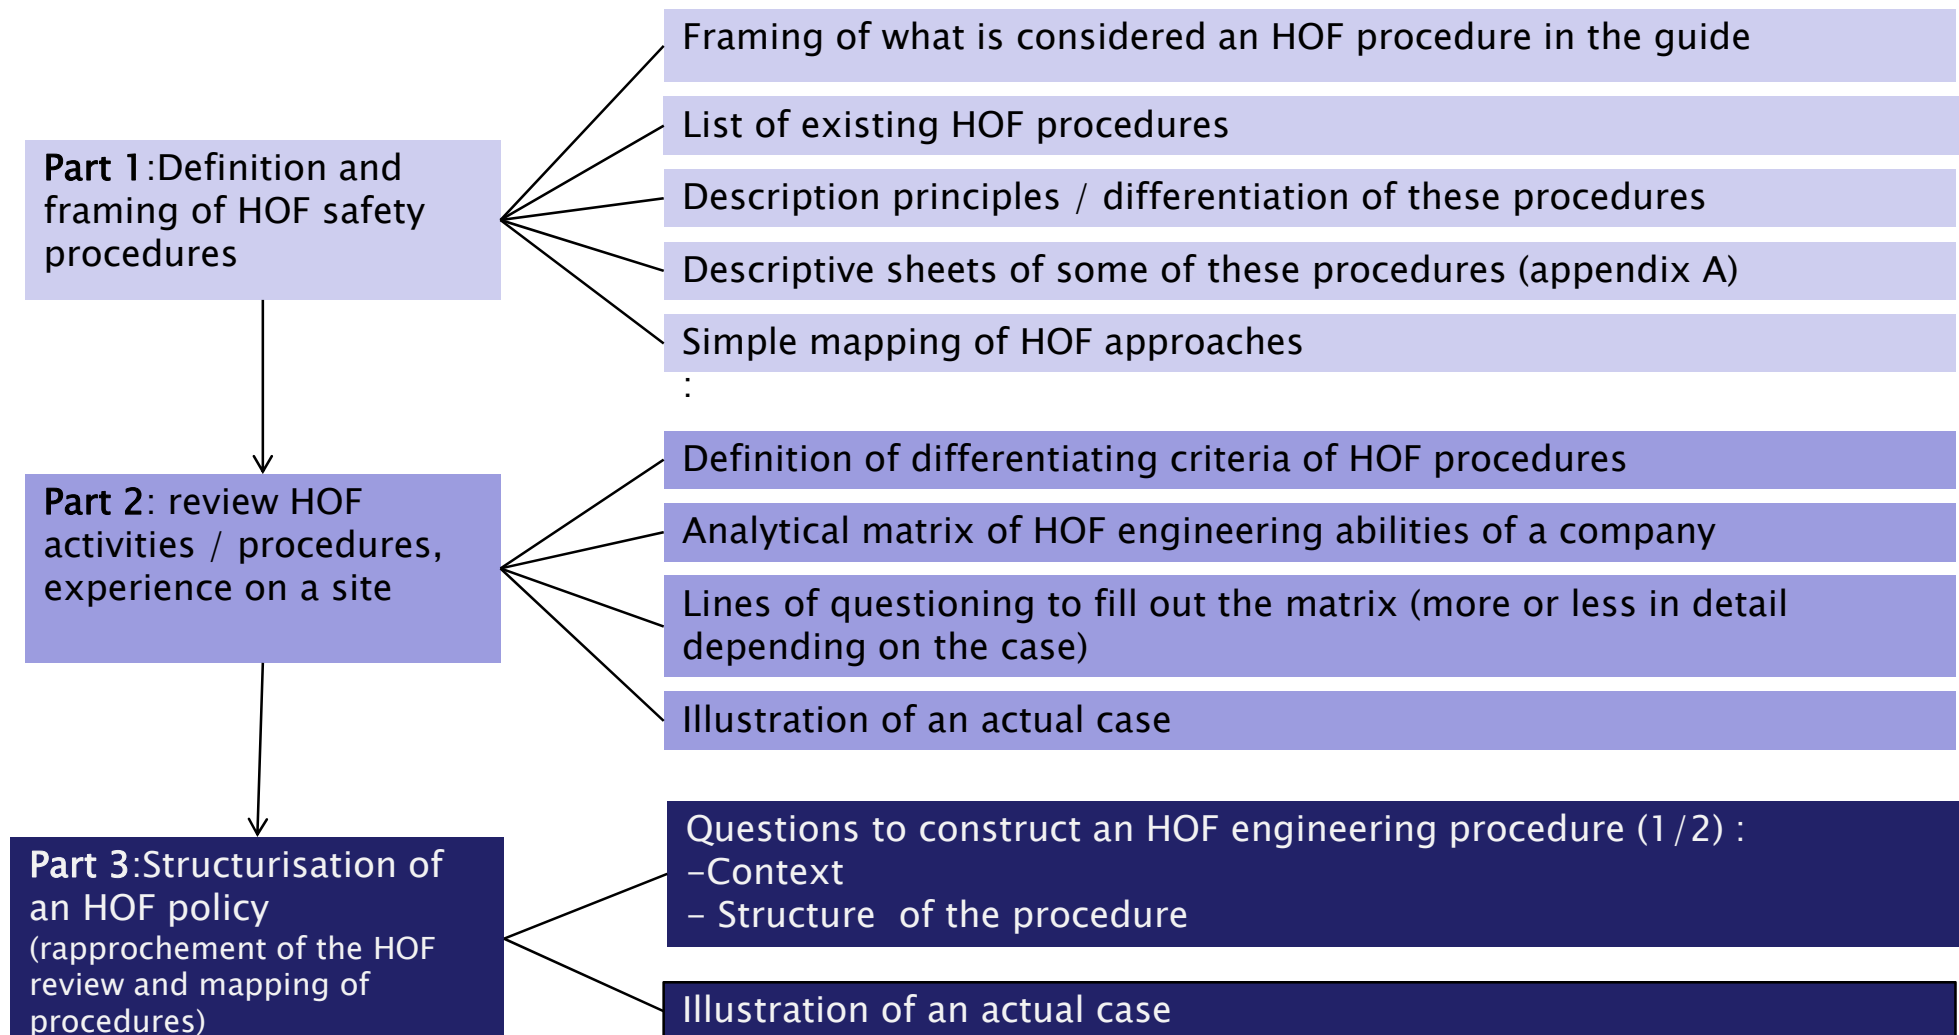 Framing of what is considered an HOF procedure in the guide
List of existing HOF procedures
Part 1:Definition and
framing of HOF safety
procedures
Description principles / differentiation of these procedures
Descriptive sheets of some of these procedures (appendix A)
Simple mapping of HOF approaches
:
Part 2: review HOF
activities / procedures,
experience on a site
Definition of differentiating criteria of HOF procedures
Analytical matrix of HOF engineering abilities of a company
Lines of questioning to fill out the matrix (more or less in detail
depending on the case)
Illustration of an actual case
Part 3:Structurisation of
an HOF policy
(rapprochement of the HOF
review and mapping of
procedures)
Questions to construct an HOF engineering procedure (1/2) :
-Context
- Structure of the procedure
Illustration of an actual case